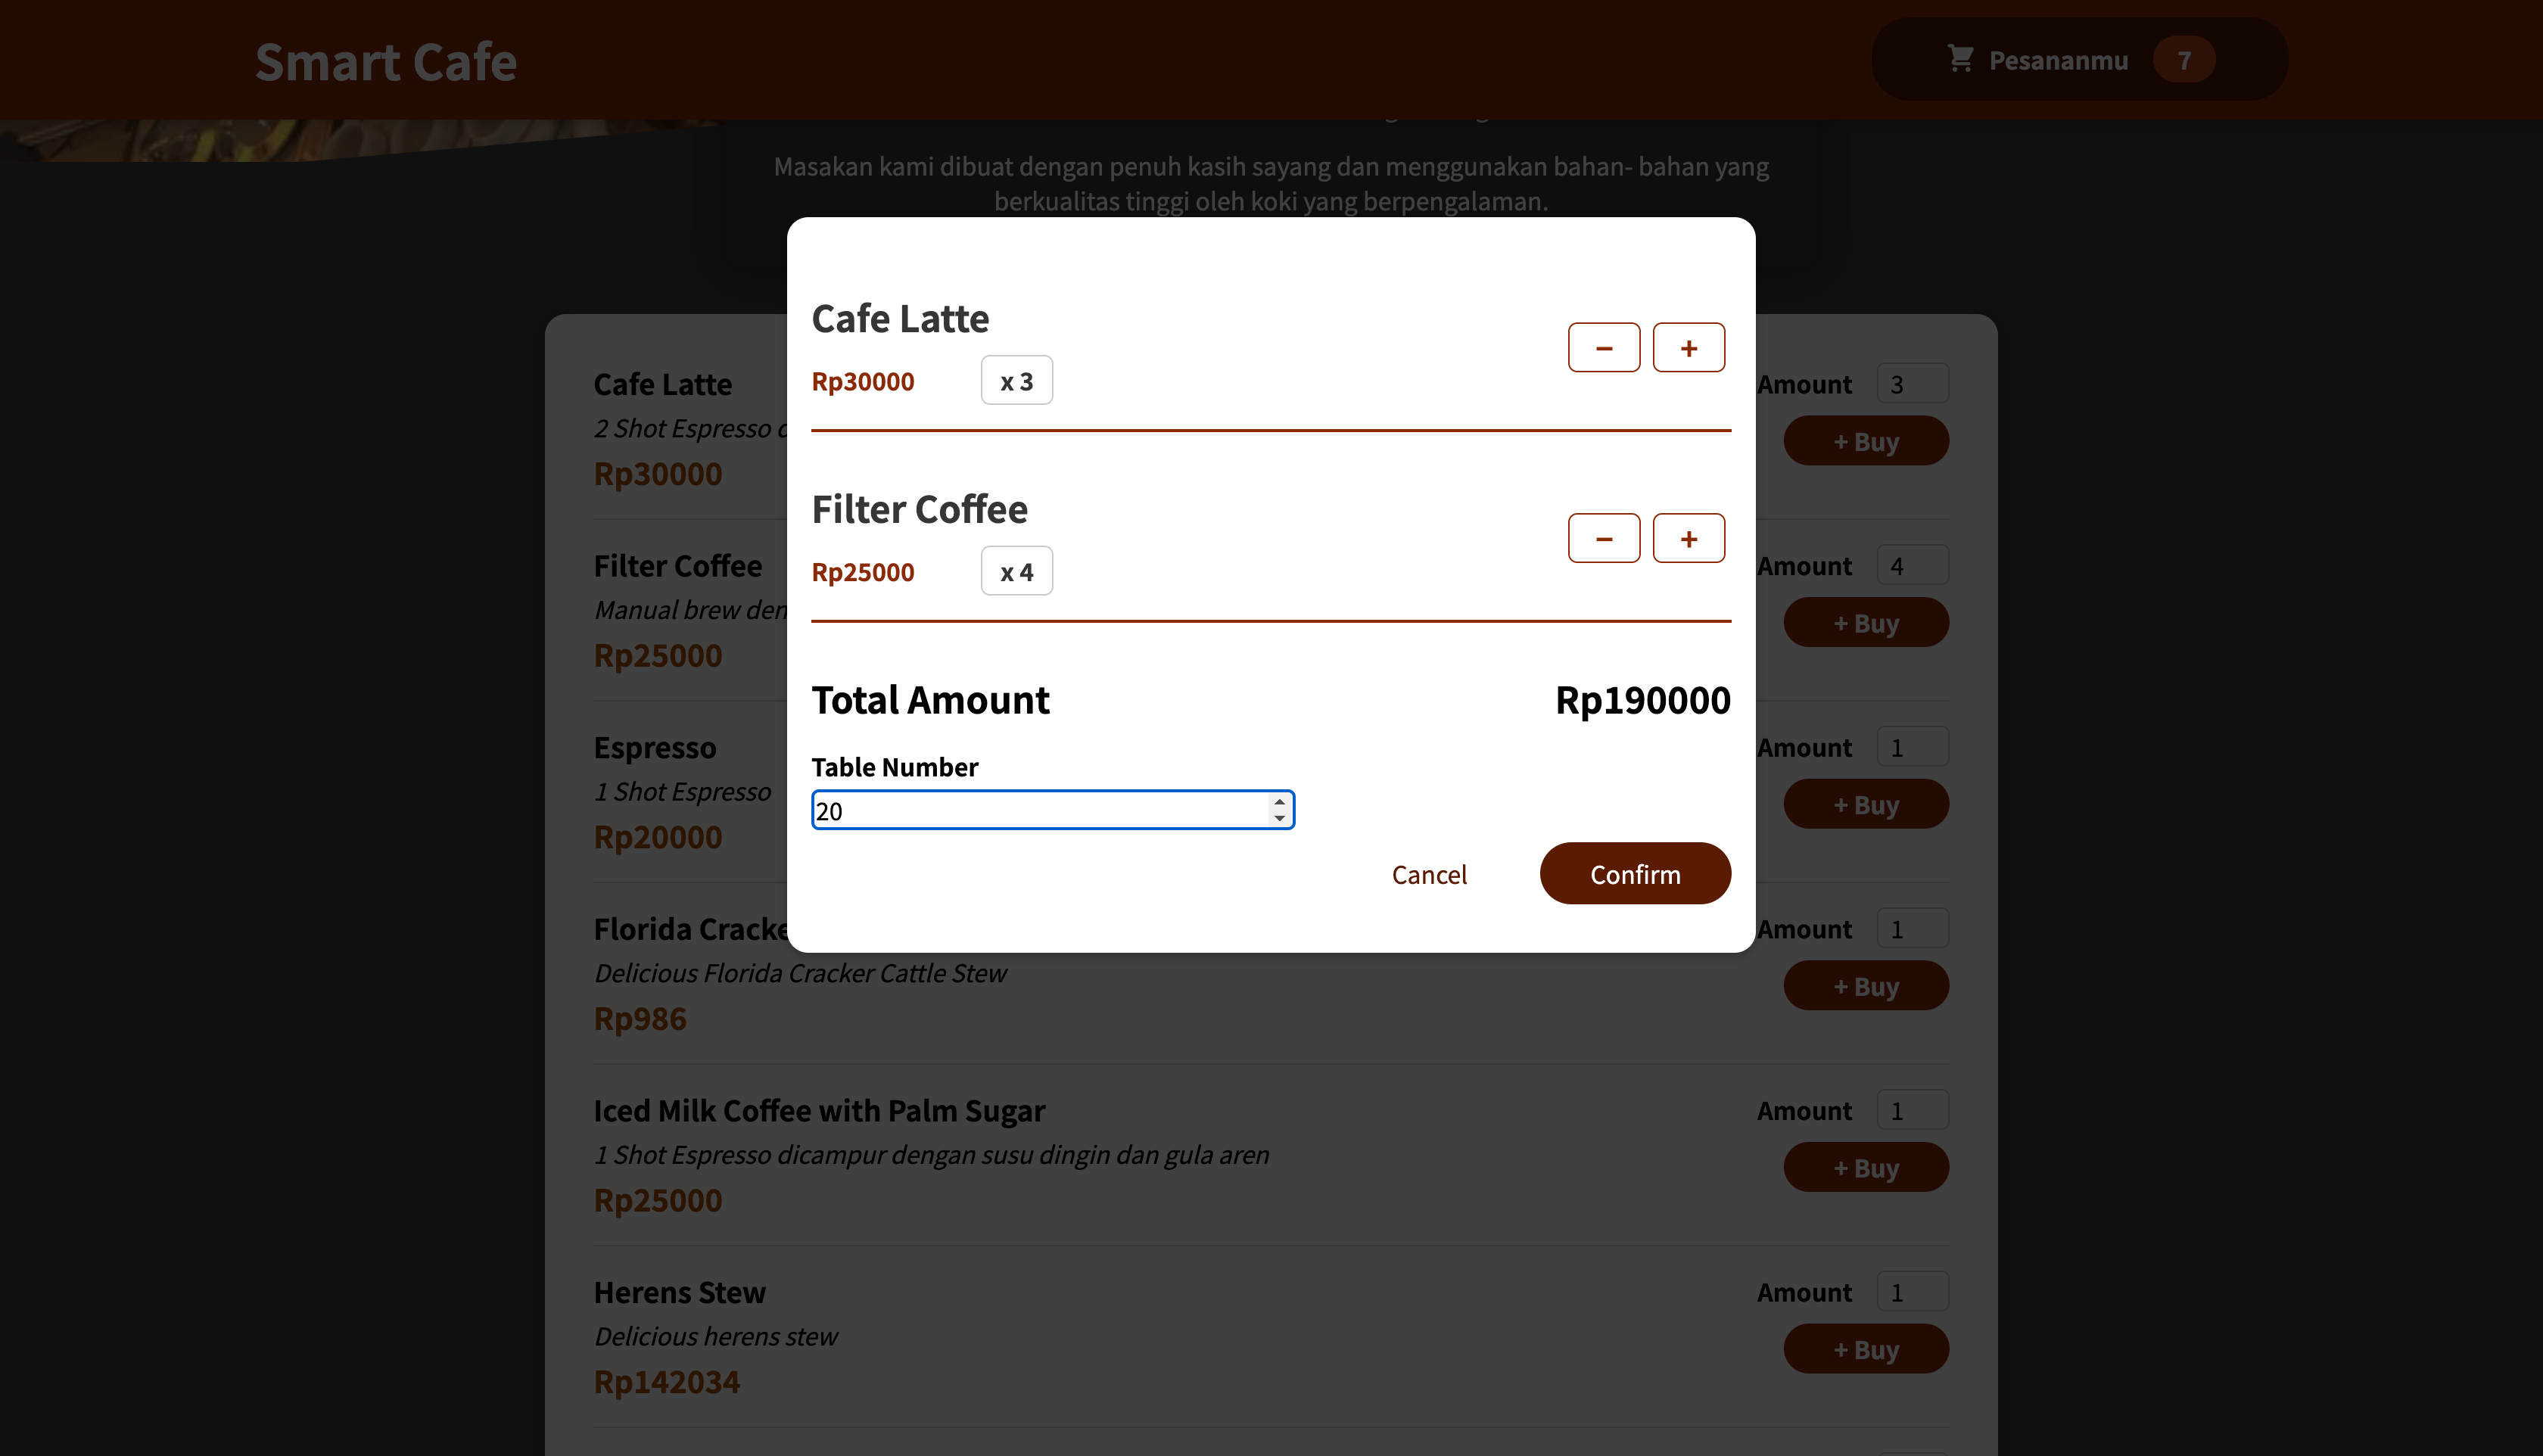 Smart Cafe
Pesananmu 7
Masakan kami dibuat dengan penuh kasih sayang dan menggunakan bahan- bahan yang
berkualitas tinggi oleh koki yang berpengalaman.
Cafe Latte
Rp30000 x 3
− +
Filter Coffee
Rp25000 x 4
− +
Total Amount Rp190000
Table Number
20
Cancel Confirm
Cafe Latte
Amount 3
2 Shot Espresso
+ Buy
Rp30000
Filter Coffee
Amount 4
Manual brew
+ Buy
Rp25000
Espresso
Amount 1
1 Shot Espresso
+ Buy
Rp20000
Florida
Amount 1
Delicious Florida Cracker Cattle Stew
+ Buy
Rp986
Iced Milk Coffee with Palm Sugar
Amount 1
1 Shot Espresso dicampur dengan susu dingin dan gula aren
+ Buy
Rp25000
Herens Stew
Amount 1
Delicious herens stew
+ Buy
Rp142034